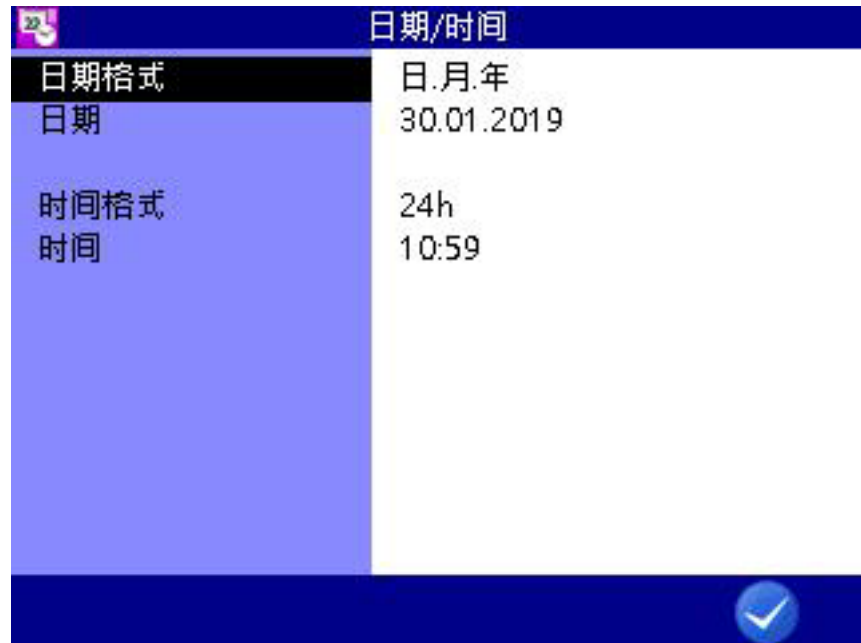 日期/时间
日期格式 日.月.年
日期 30.01.2019
时间格式 24h
时间 10:59